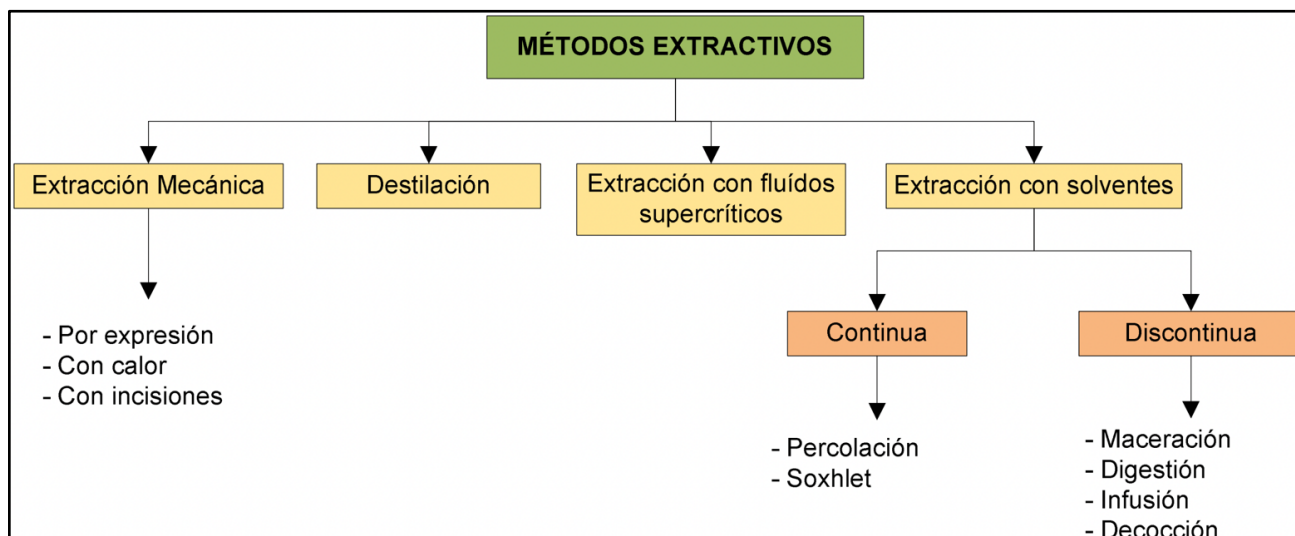 MÉTODOS EXTRACTIVOS
Extracción Mecánica
Destilación
Extracción con fluídos
supercríticos
Extracción con solventes
- Por expresión
- Con calor
- Con incisiones
Continua
Discontinua
- Percolación
- Soxhlet
- Maceración
- Digestión
- Infusión
- Decocción